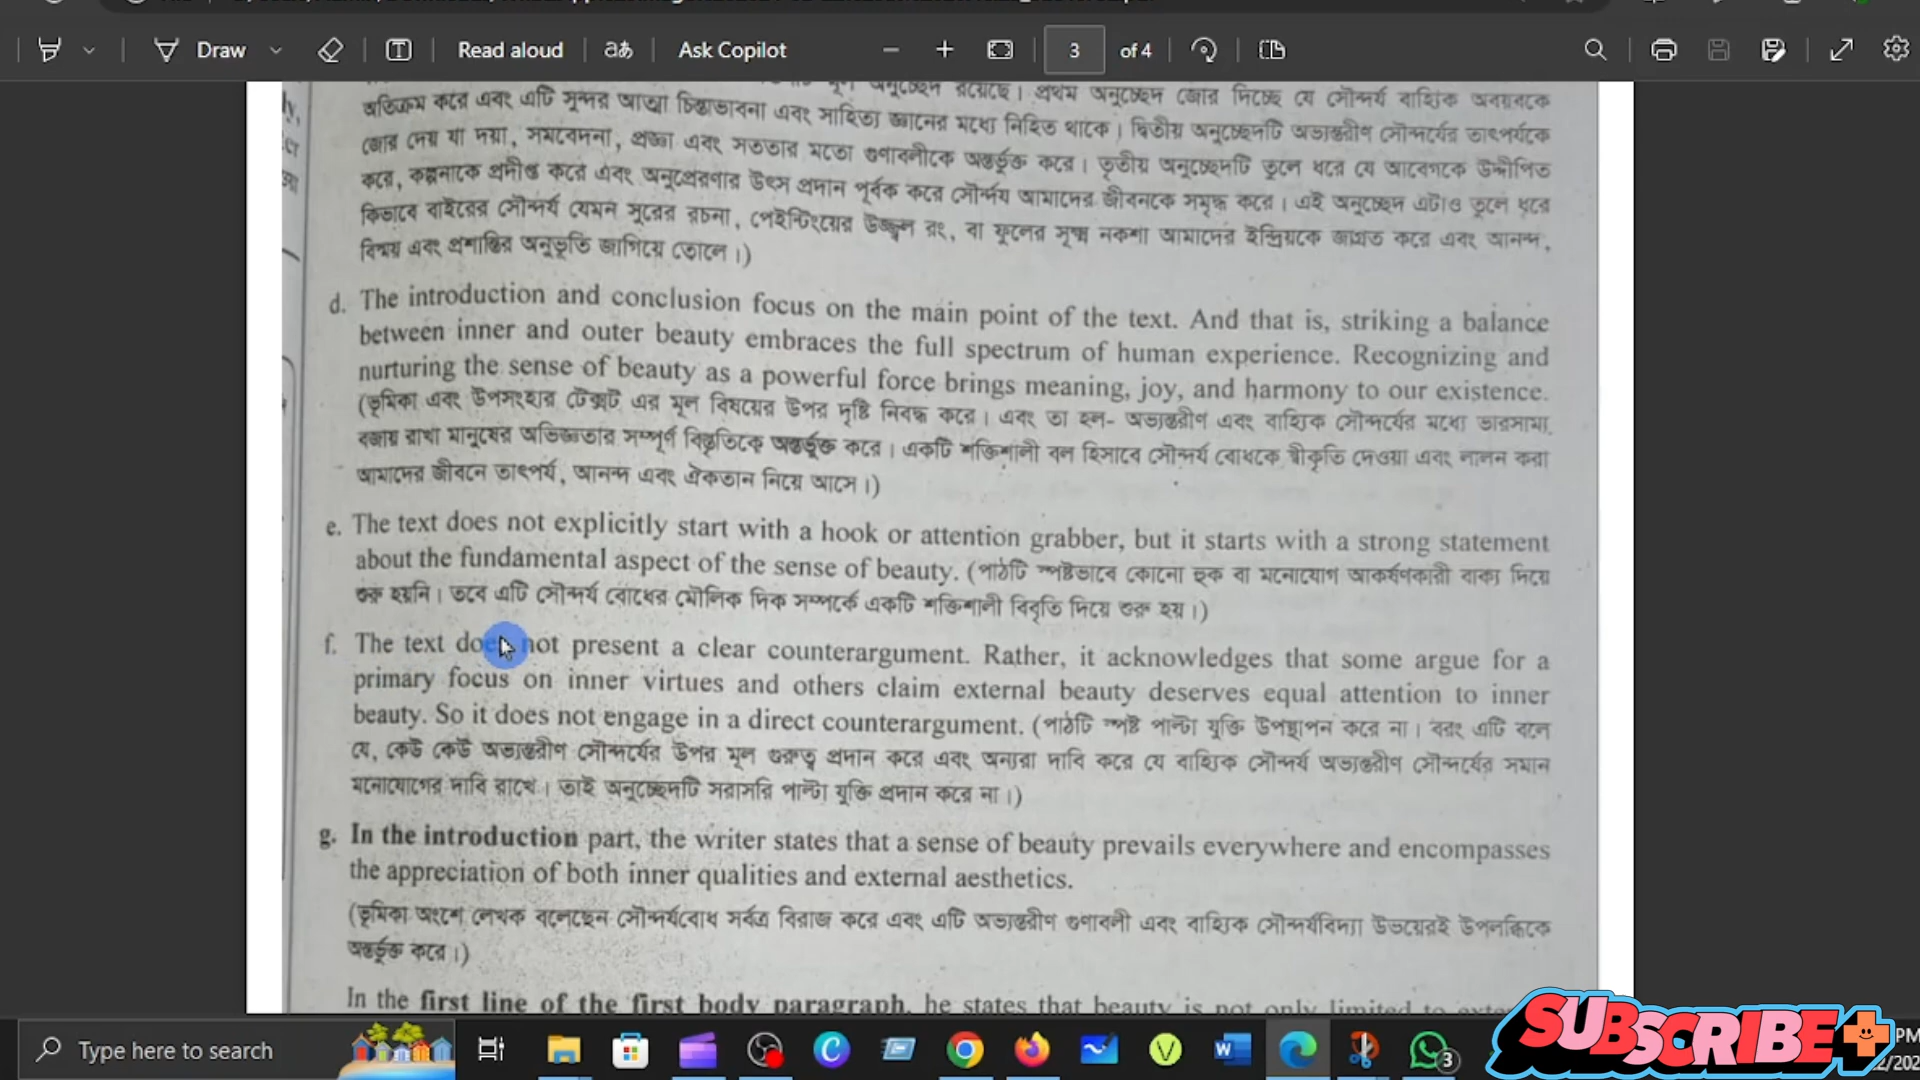 Draw
Read aloud
Ask Copilot
3 of 4
অতিক্রম করে এবং এটি সুন্দর আত্মা চিন্তাভাবনা এবং সাহিত্য জ্ঞানের মধ্যে নিহিত থাকে। দ্বিতীয় অনুচ্ছেদটি অভ্যন্তরীণ সৌন্দর্যের তাৎপর্যকে
জোর দেয় যা দয়া, সমবেদনা, প্রজ্ঞা এবং সততার মতো গুণাবলীকে অন্তর্ভুক্ত করে। তৃতীয় অনুচ্ছেদটি তুলে ধরে যে আবেগকে উদ্দীপিত
করে, কল্পনাকে প্রদীপ্ত করে এবং অনুপ্রেরণার উৎস প্রদান পূর্বক করে সৌন্দর্য আমাদের জীবনকে সমৃদ্ধ করে। এই অনুচ্ছেদ এটাও তুলে ধরে
কিভাবে বাইরের সৌন্দর্য যেমন সুরের রচনা, পেইন্টিংয়ের উজ্জ্বল রং, বা ফুলের সূক্ষ্ম নকশা আমাদের ইন্দ্রিয়কে জাগ্রত করে এবং আনন্দ,
বিস্ময় এবং প্রশান্তির অনুভূতি জাগিয়ে তোলে।)
d. The introduction and conclusion focus on the main point of the text. And that is, striking a balance
between inner and outer beauty embraces the full spectrum of human experience. Recognizing and
nurturing the sense of beauty as a powerful force brings meaning, joy, and harmony to our existence.
(ভূমিকা এবং উপসংহার টেক্সট এর মূল বিষয়ের উপর দৃষ্টি নিবদ্ধ করে। এবং তা হল- অভ্যন্তরীণ এবং বাহ্যিক সৌন্দর্যের মধ্যে ভারসাম্য
বজায় রাখা মানুষের অভিজ্ঞতার সম্পূর্ণ বিস্তৃতিকে অন্তর্ভুক্ত করে। একটি শক্তিশালী বল হিসাবে সৌন্দর্য বোধকে স্বীকৃতি দেওয়া এবং লালন করা
আমাদের জীবনে তাৎপর্য, আনন্দ এবং ঐকতান নিয়ে আসে।)
e. The text does not explicitly start with a hook or attention grabber, but it starts with a strong statement
about the fundamental aspect of the sense of beauty. (পাঠটি স্পষ্টভাবে কোনো হুক বা মনোযোগ আকর্ষণকারী বাক্য দিয়ে
শুরু হয়নি। তবে এটি সৌন্দর্য বোধের মৌলিক দিক সম্পর্কে একটি শক্তিশালী বিবৃতি দিয়ে শুরু হয়।)
f. The text does not present a clear counterargument. Rather, it acknowledges that some argue for a
primary focus on inner virtues and others claim external beauty deserves equal attention to inner
beauty. So it does not engage in a direct counterargument. (পাঠটি স্পষ্ট পাল্টা যুক্তি উপস্থাপন করে না। বরং এটি বলে
যে, কেউ কেউ অভ্যন্তরীণ সৌন্দর্যের উপর মূল গুরুত্ব প্রদান করে এবং অন্যরা দাবি করে যে বাহ্যিক সৌন্দর্য অভ্যন্তরীণ সৌন্দর্যের সমান
মনোযোগের দাবি রাখে। তাই অনুচ্ছেদটি সরাসরি পাল্টা যুক্তি প্রদান করে না।)
g. In the introduction part, the writer states that a sense of beauty prevails everywhere and encompasses
the appreciation of both inner qualities and external aesthetics.
(ভূমিকা অংশে লেখক বলেছেন সৌন্দর্যবোধ সর্বত্র বিরাজ করে এবং এটি অভ্যন্তরীণ গুণাবলী এবং বাহ্যিক সৌন্দর্যবিদ্যা উভয়েরই উপলব্ধিকে
অন্তর্ভুক্ত করে।)
In the first line of the first body paragraph, he states that beauty is not only limited to
Type here to search
3
SUBSCRIBE
PM